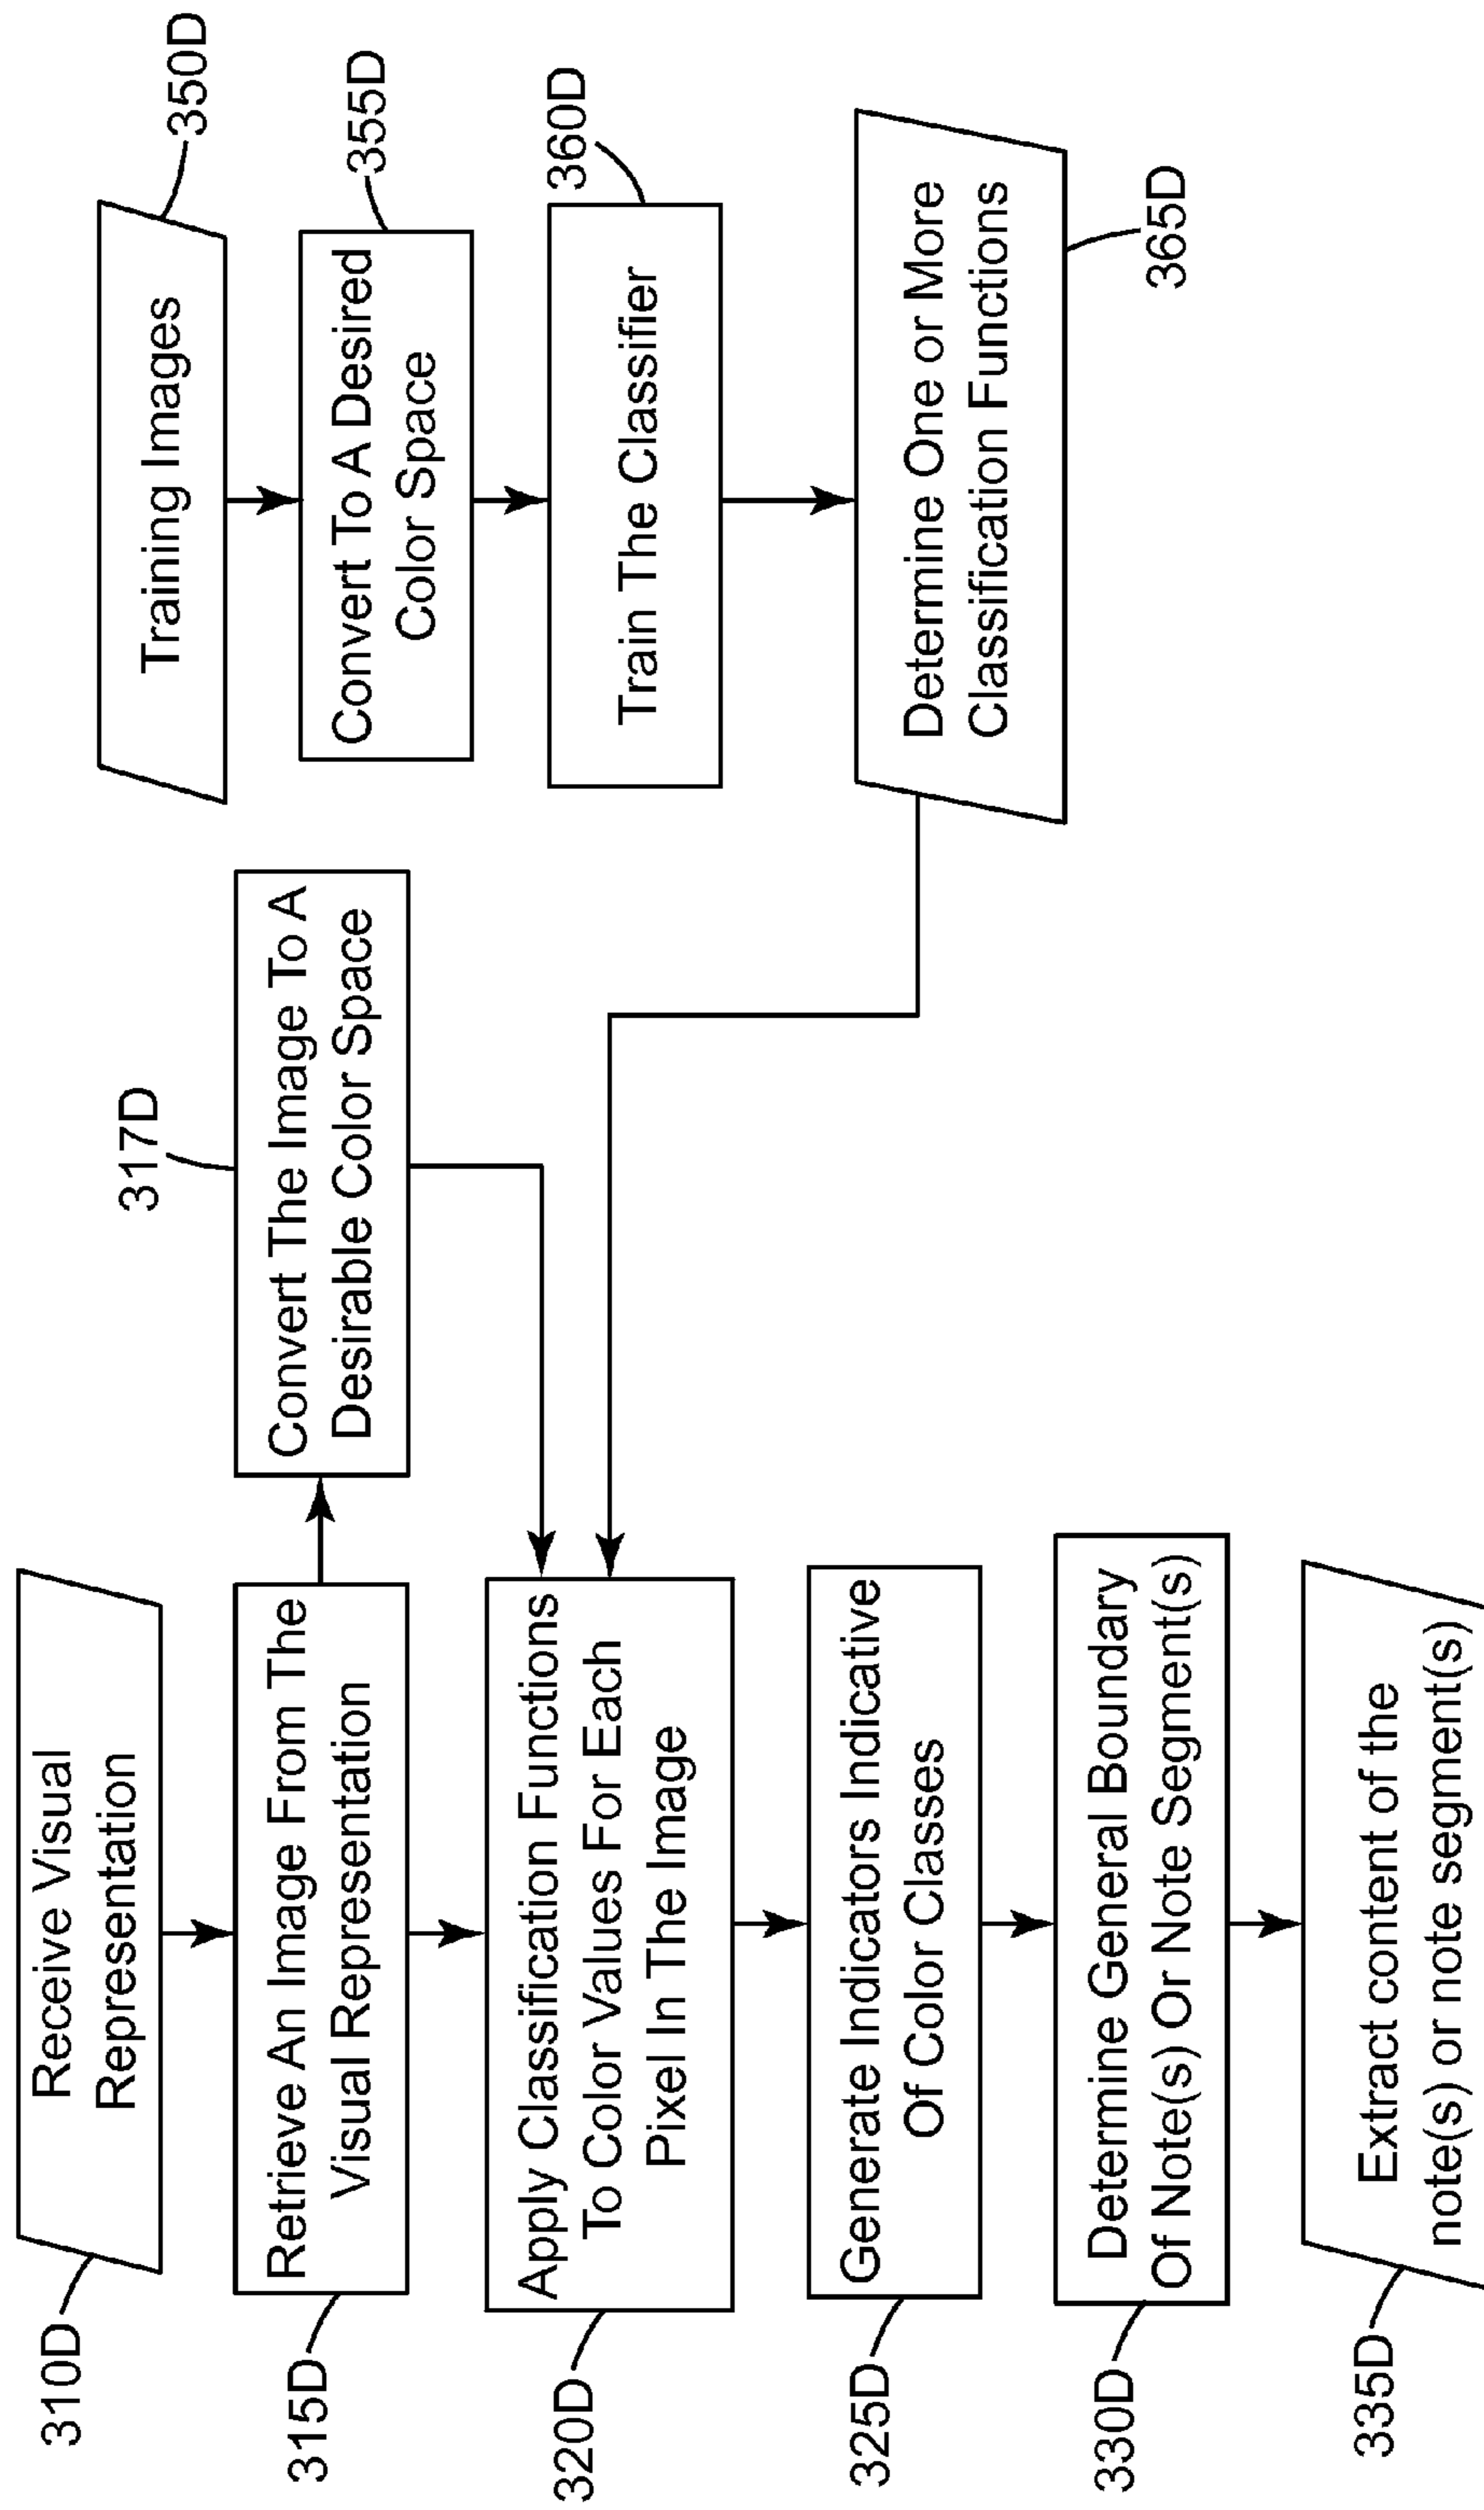 310D
Receive Visual
Representation
315D
Retrieve An Image From The
Visual Representation
317D
Convert The Image To A
Desirable Color Space
320D
Apply Classification Functions
To Color Values For Each
Pixel In The Image
325D
Generate Indicators Indicative
Of Color Classes
330D
Determine General Boundary
Of Note(s) Or Note Segment(s)
335D
Extract content of the
note(s) or note segment(s)
Training Images
350D
Convert To A Desired
Color Space
355D
Train The Classifier
360D
Determine One or More
Classification Functions
365D